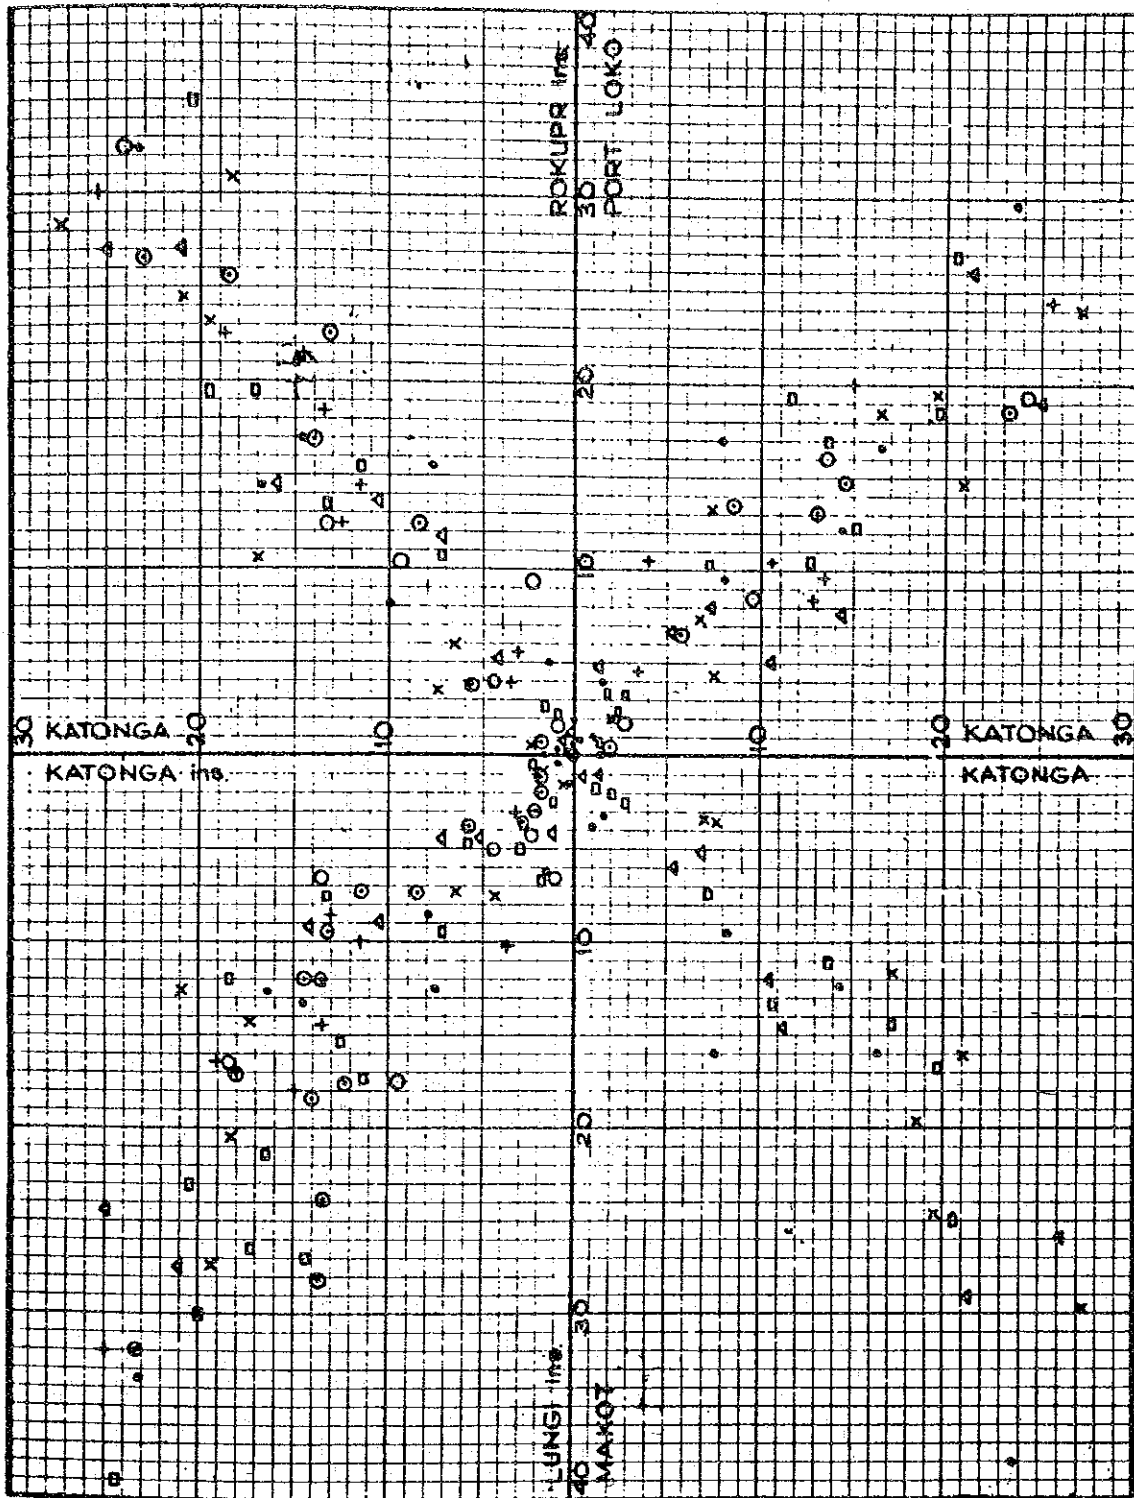 ROKUPR ins.
PORT LOKO
40
30
20
10
30 KATONGA 20 10 10 20 KATONGA 30
KATONGA ins. KATONGA
10
20
30
40
LUNGI ins.
MAKOT